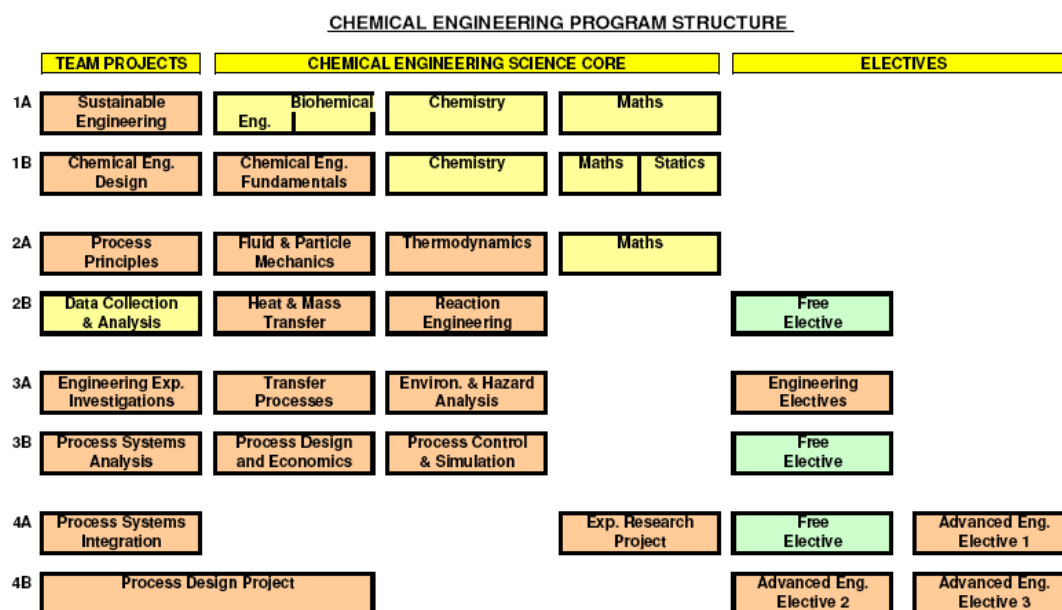 CHEMICAL ENGINEERING PROGRAM STRUCTURE
TEAM PROJECTS CHEMICAL ENGINEERING SCIENCE CORE ELECTIVES
1A Sustainable Engineering Biohemical Eng. Chemistry Maths
1B Chemical Eng. Design Chemical Eng. Fundamentals Chemistry Maths Statics
2A Process Principles Fluid & Particle Mechanics Thermodynamics Maths
2B Data Collection & Analysis Heat & Mass Transfer Reaction Engineering Free Elective
3A Engineering Exp. Investigations Transfer Processes Environ. & Hazard Analysis Engineering Electives
3B Process Systems Analysis Process Design and Economics Process Control & Simulation Free Elective
4A Process Systems Integration Exp. Research Project Free Elective Advanced Eng. Elective 1
4B Process Design Project Advanced Eng. Elective 2 Advanced Eng. Elective 3